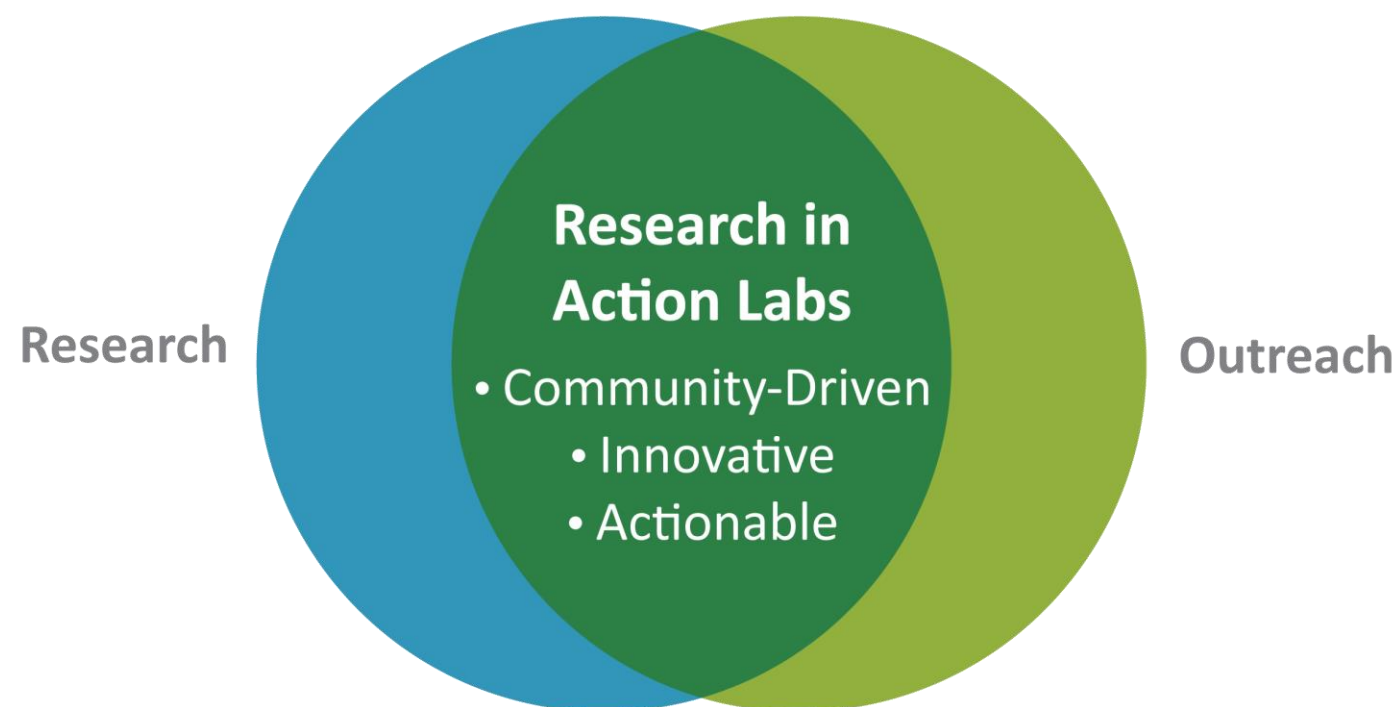 Research in
Action Labs
• Community-Driven
• Innovative
• Actionable
Research
Outreach